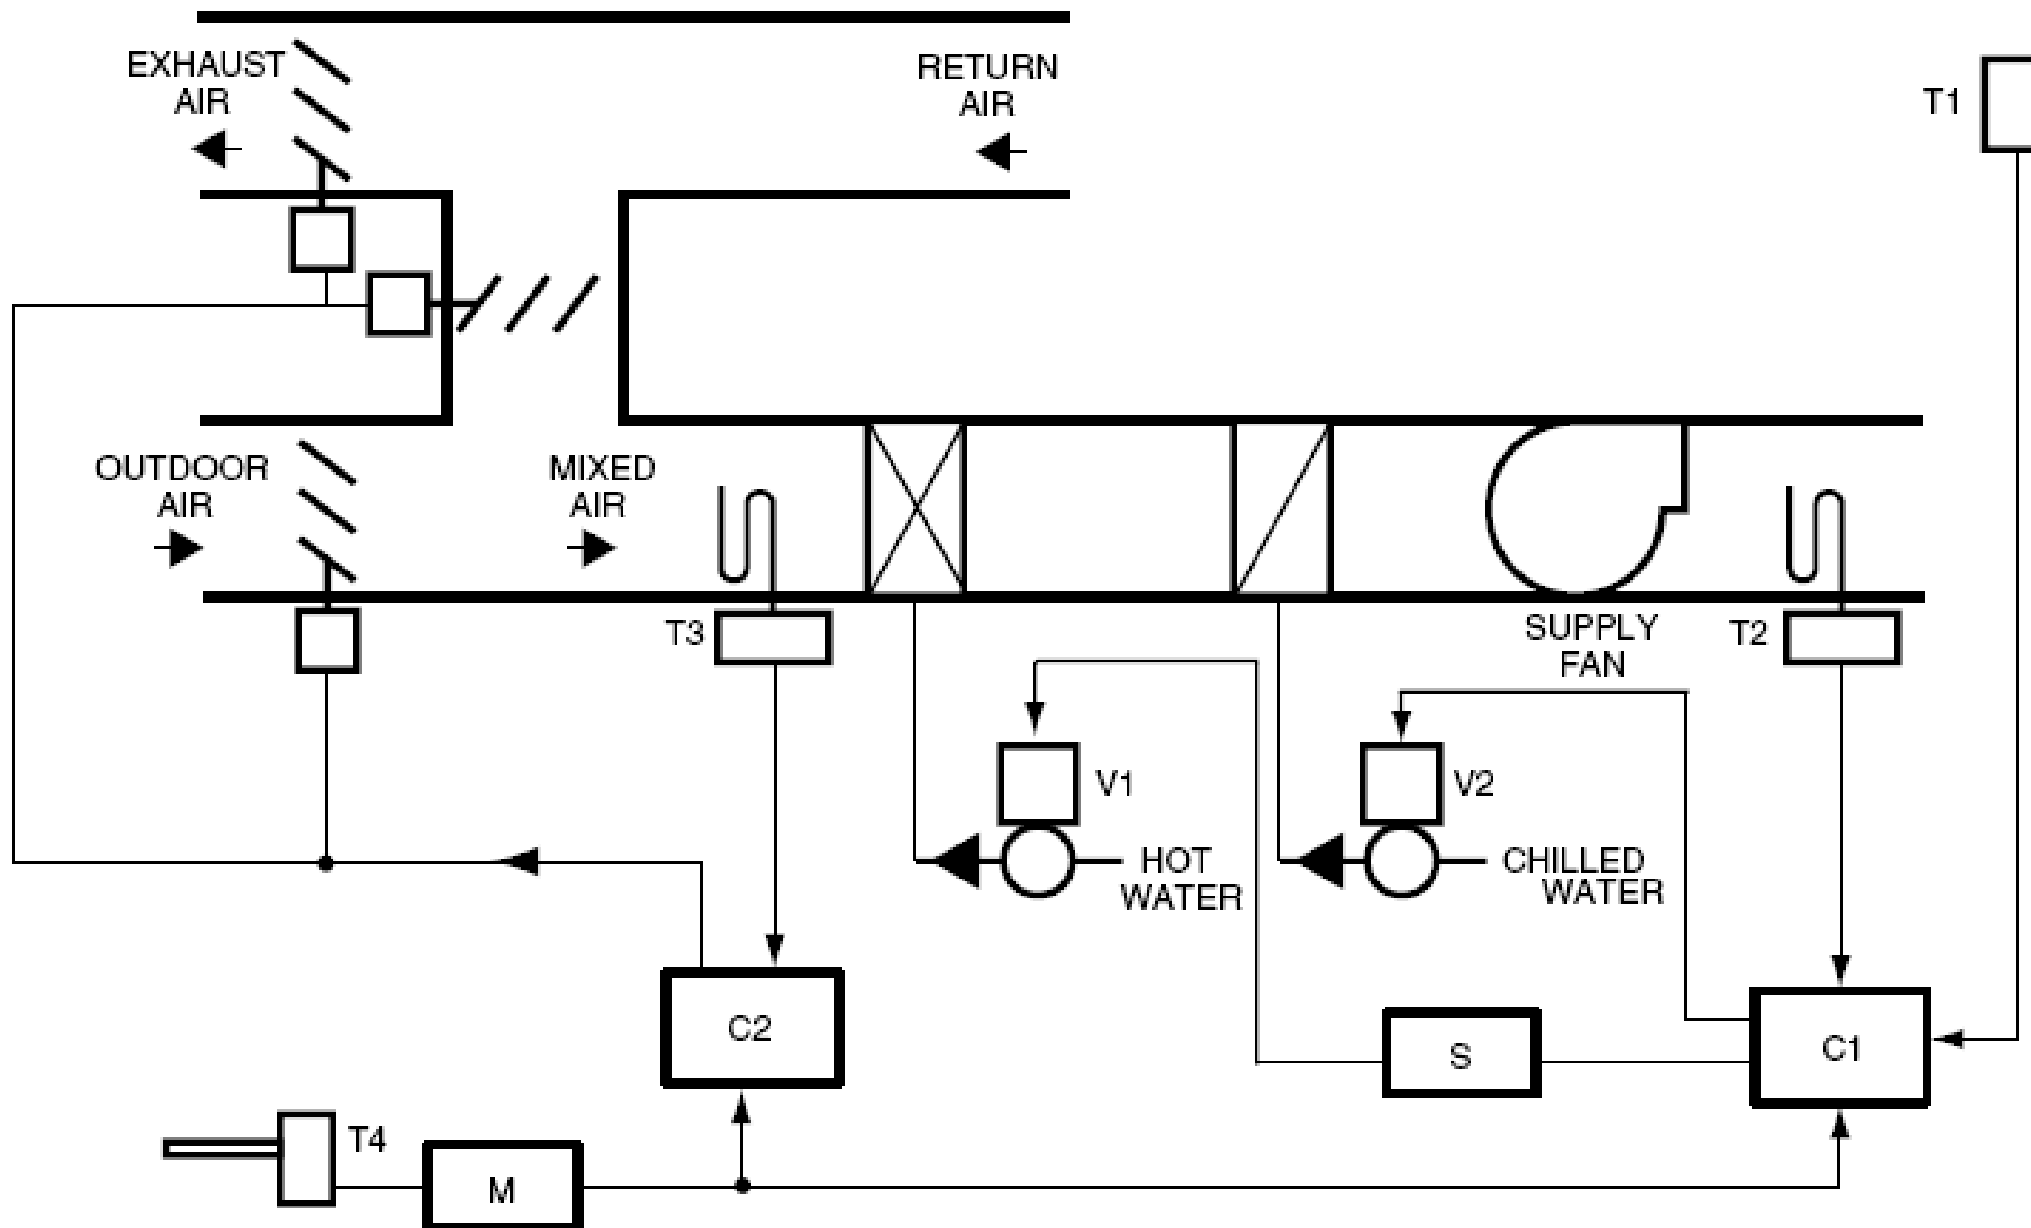 EXHAUST
AIR
RETURN
AIR
T1
OUTDOOR
AIR
MIXED
AIR
T3
SUPPLY
FAN
T2
V1
V2
HOT
WATER
CHILLED
WATER
C2
S
C1
T4
M